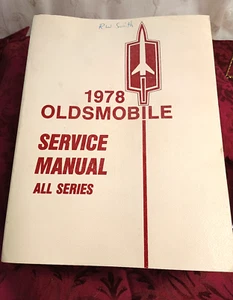 1978
OLDSMOBILE
SERVICE
MANUAL
ALL SERIES